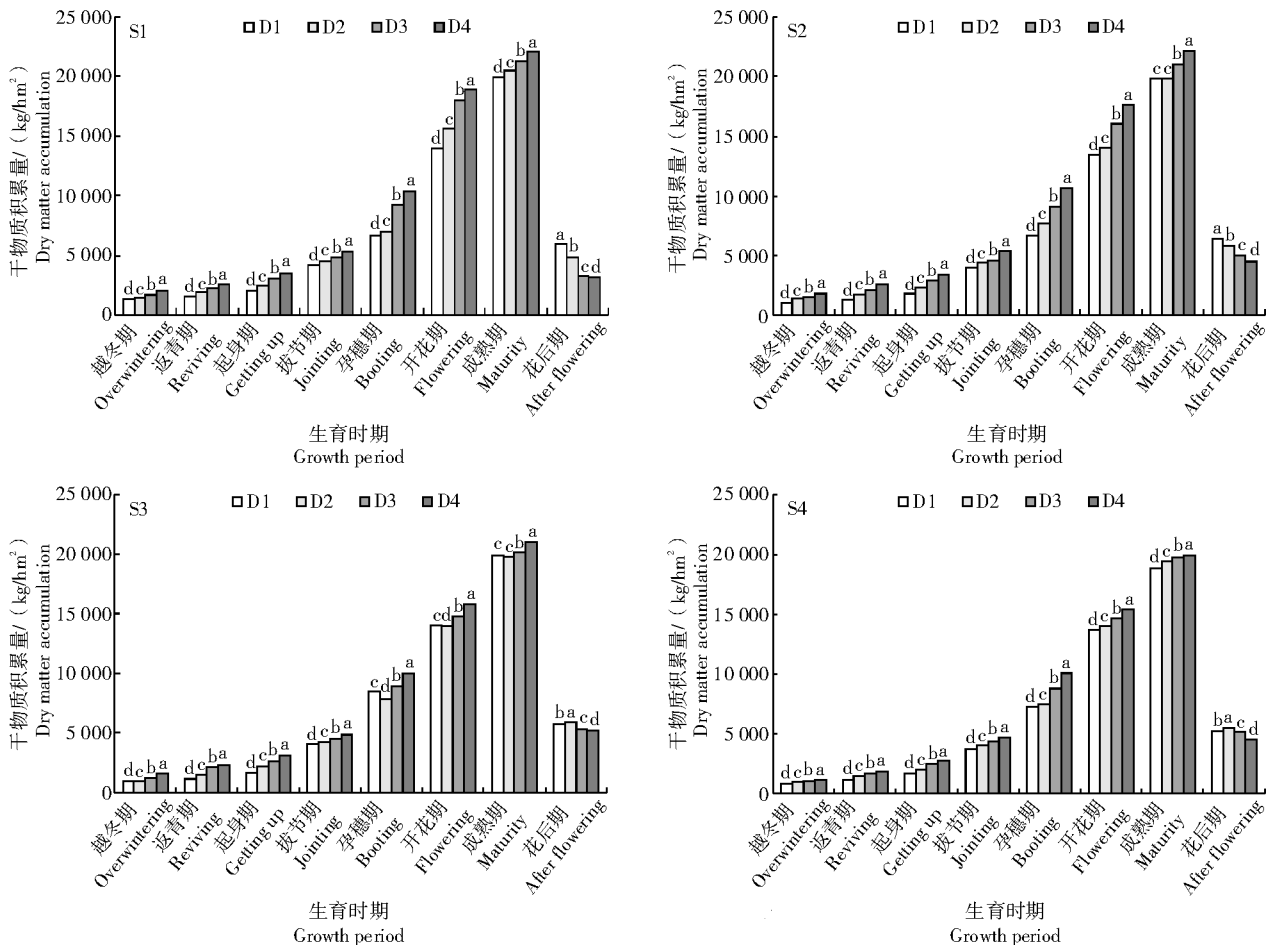 S1
D1 D2 D3 D4
干物质积累量/(kg/hm²)
Dry matter accumulation
25 000
20 000
15 000
10 000
5 000
0
d c b a
d c b a
d c b a
d c b a
d c b a
d c b a
d c b a
a b c d
越冬期 Overwintering
返青期 Reviving
起身期 Getting up
拔节期 Jointing
孕穗期 Booting
开花期 Flowering
成熟期 Maturity
花后期 After flowering
生育时期
Growth period
S2
D1 D2 D3 D4
干物质积累量/(kg/hm²)
Dry matter accumulation
25 000
20 000
15 000
10 000
5 000
0
d c b a
d c b a
d c b a
d c b a
d c b a
d c b a
c c b a
a b c d
越冬期 Overwintering
返青期 Reviving
起身期 Getting up
拔节期 Jointing
孕穗期 Booting
开花期 Flowering
成熟期 Maturity
花后期 After flowering
生育时期
Growth period
S3
D1 D2 D3 D4
干物质积累量/(kg/hm²)
Dry matter accumulation
25 000
20 000
15 000
10 000
5 000
0
d c b a
d c b a
d c b a
d c b a
c d b a
c d b a
c c b a
b a c d
越冬期 Overwintering
返青期 Reviving
起身期 Getting up
拔节期 Jointing
孕穗期 Booting
开花期 Flowering
成熟期 Maturity
花后期 After flowering
生育时期
Growth period
S4
D1 D2 D3 D4
干物质积累量/(kg/hm²)
Dry matter accumulation
25 000
20 000
15 000
10 000
5 000
0
d c b a
d c b a
d c b a
d c b a
d c b a
d c b a
d c b a
b a c d
越冬期 Overwintering
返青期 Reviving
起身期 Getting up
拔节期 Jointing
孕穗期 Booting
开花期 Flowering
成熟期 Maturity
花后期 After flowering
生育时期
Growth period